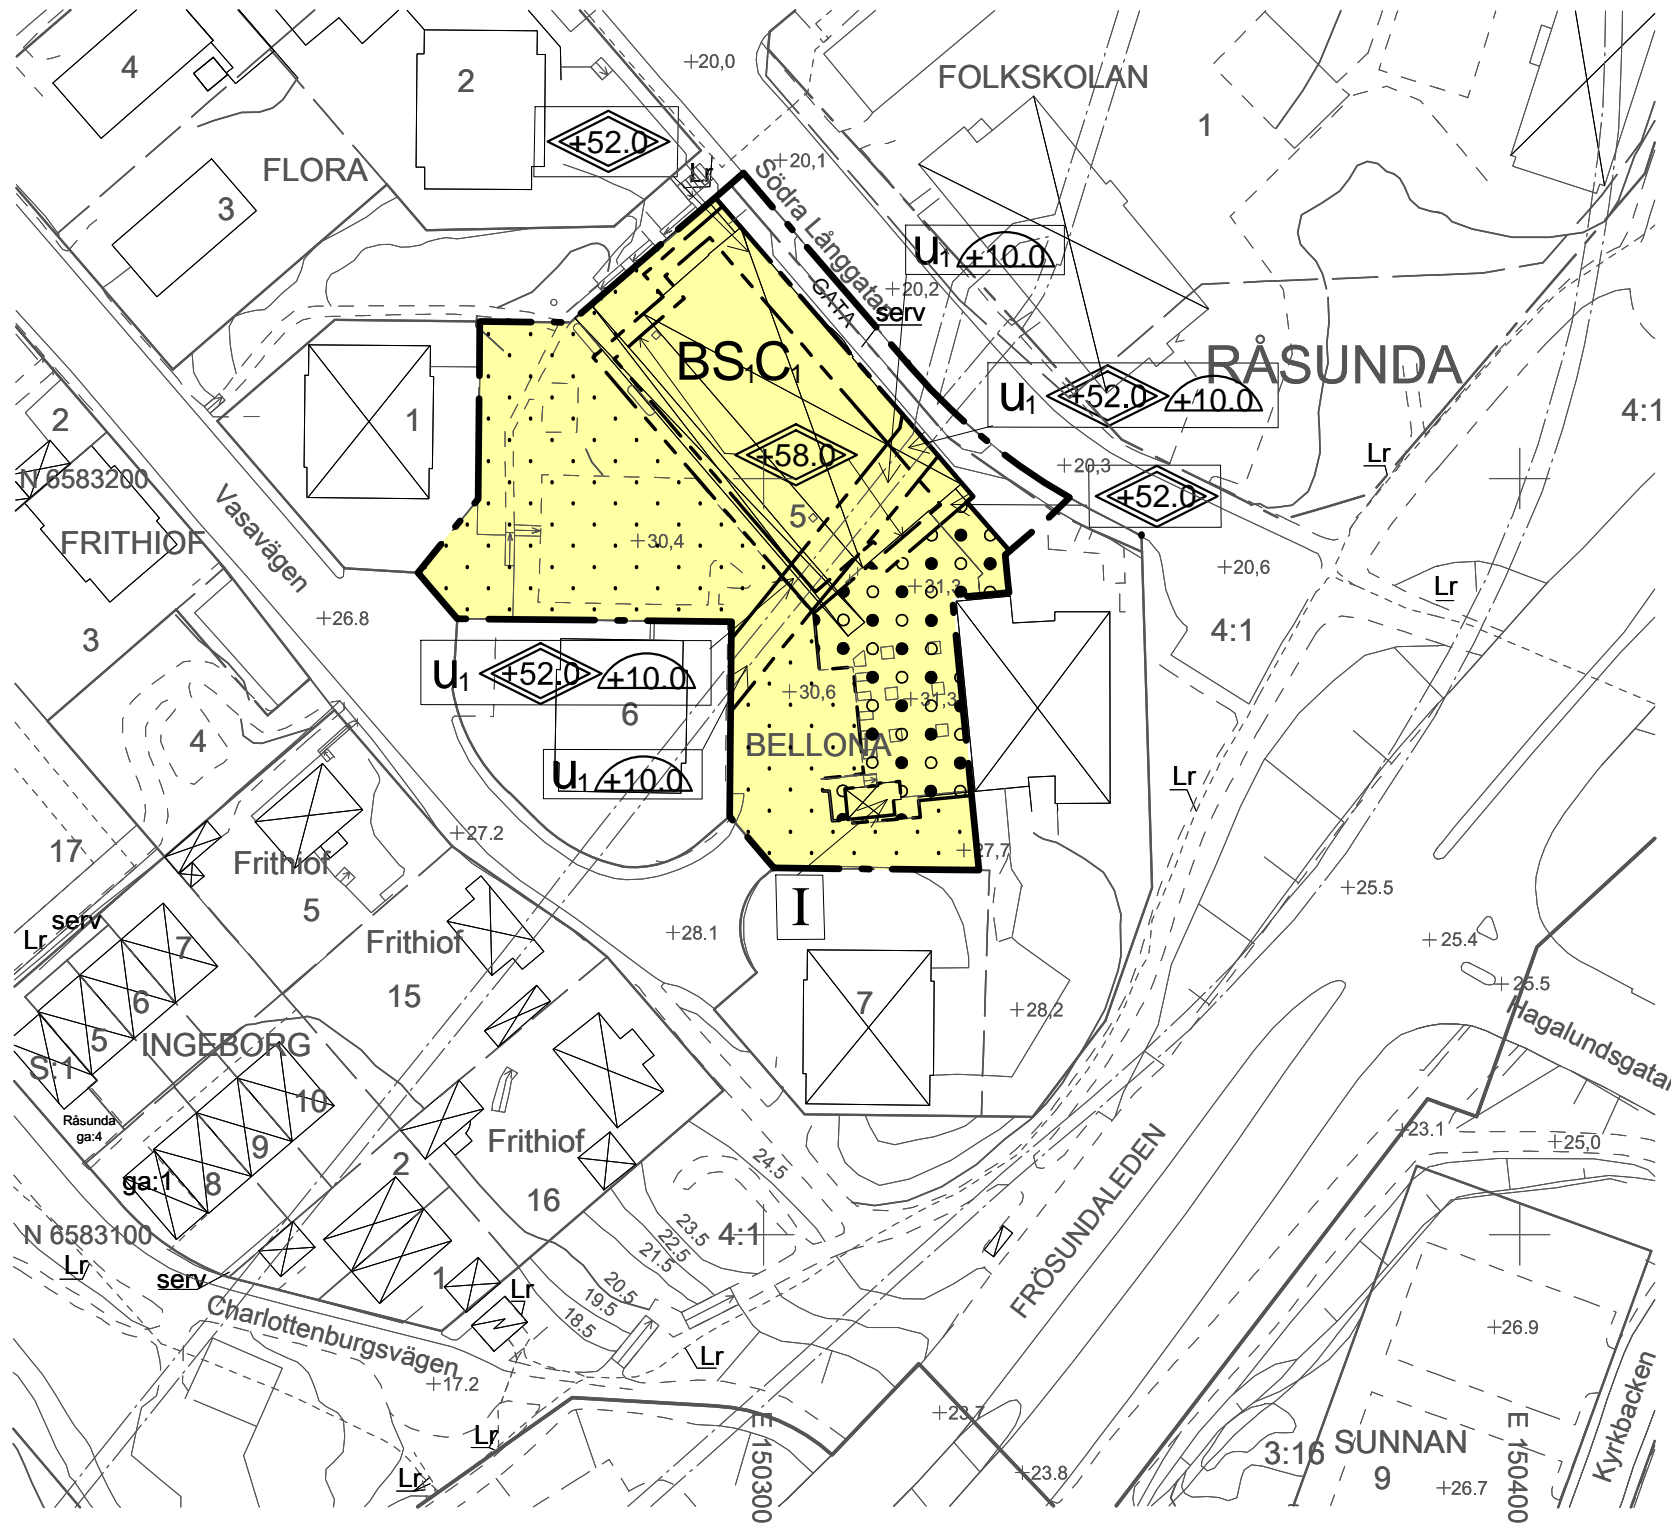 4
2
+20,0
FOLKSKOLAN
1
+52.0
+20,1
Lr
FLORA
3
Södra Långgatan
u1 +10.0
GATA
+20,2
serv
BS1C1
RÅSUNDA
1
2
u1 +52.0 +10.0
4:1
+58.0
Lr
+20,3
+52.0
N 6583200
Vasavägen
FRITHIOF
5
+30,4
+20,6
+31,3
Lr
+26.8
3
4:1
u1 +52.0 +10.0
+30,6
+31,3
6
4
BELLONA
u1 +10.0
Lr
+27.2
17
Frithiof
5
+27,7
I
+25.5
serv
Lr
7
Frithiof
+28.1
+25.4
15
6
7
+28,2
+25.5
Hagalundsgatan
5
INGEBORG
S:1
10
Råsunda
ga:4
9
Frithiof
+23.1
+25,0
ga:1
8
2
24.5
16
FRÖSUNDALEDEN
N 6583100
23.5
22.5
21.5
4:1
Lr
serv
1
Lr
20.5
19.5
18.5
Charlottenburgsvägen
+26.9
Lr
+17.2
Kyrkbacken
+23.7
Lr
E 150300
SUNNAN
3:16
9
E 150400
+23.8
Lr
+26.7